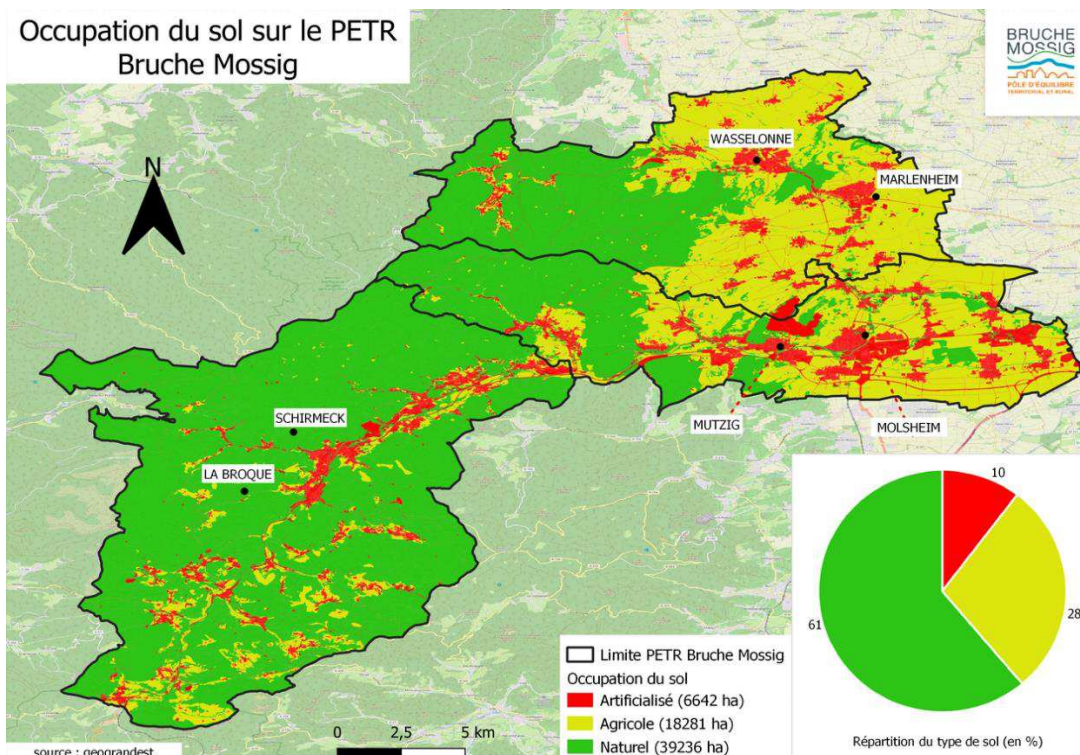 Occupation du sol sur le PETR
Bruche Mossig
BRUCHE
MOSSIG
PÔLE D'ÉQUILIBRE
TERRITORIAL ET RURAL
N
WASSELONNE
MARLENHEIM
SCHIRMECK
LA BROQUE
MUTZIG
MOLSHEIM
10
28
61
Répartition du type de sol (en %)
Limite PETR Bruche Mossig
Occupation du sol
Artificialisé (6642 ha)
Agricole (18281 ha)
Naturel (39236 ha)
0 2,5 5 km
source : geograndest